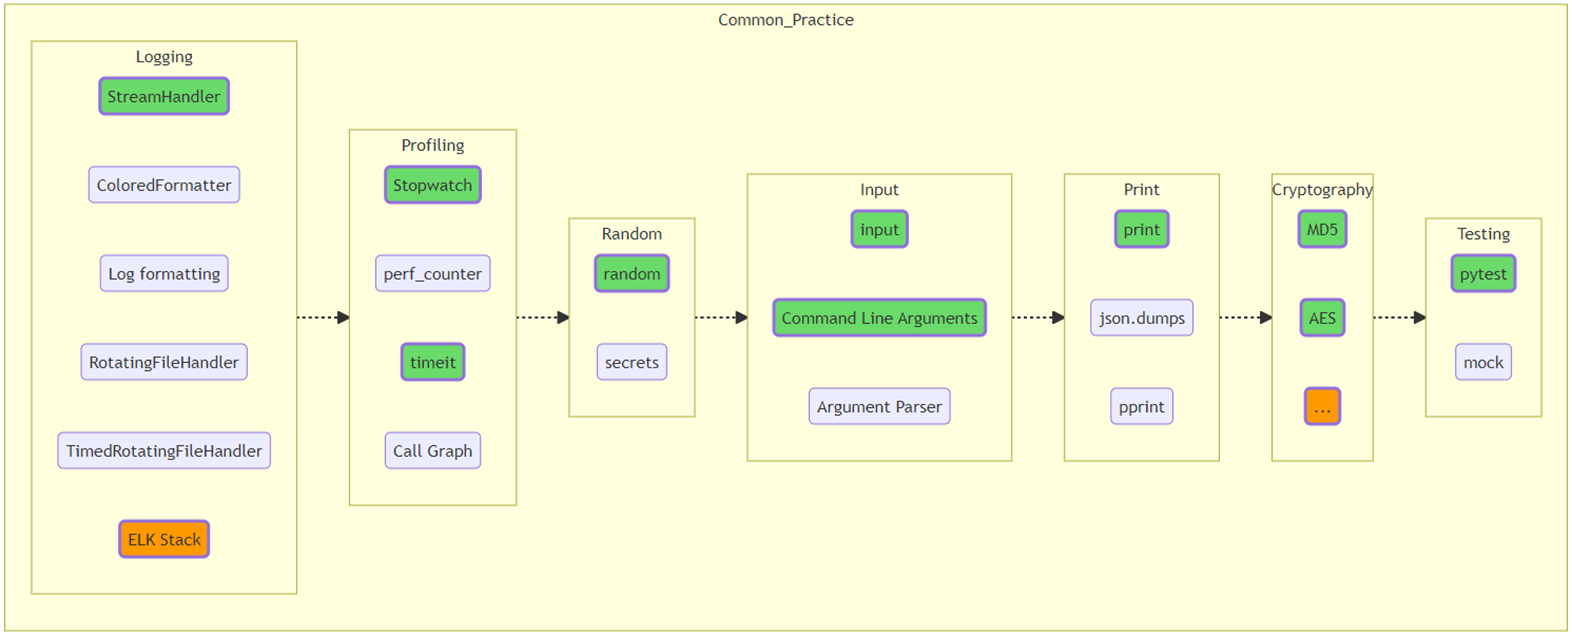 Common_Practice
Logging
StreamHandler
ColoredFormatter
Log formatting
RotatingFileHandler
TimedRotatingFileHandler
ELK Stack
Profiling
Stopwatch
perf_counter
timeit
Call Graph
Random
random
secrets
Input
input
Command Line Arguments
Argument Parser
Print
print
json.dumps
pprint
Cryptography
MD5
AES
...
Testing
pytest
mock